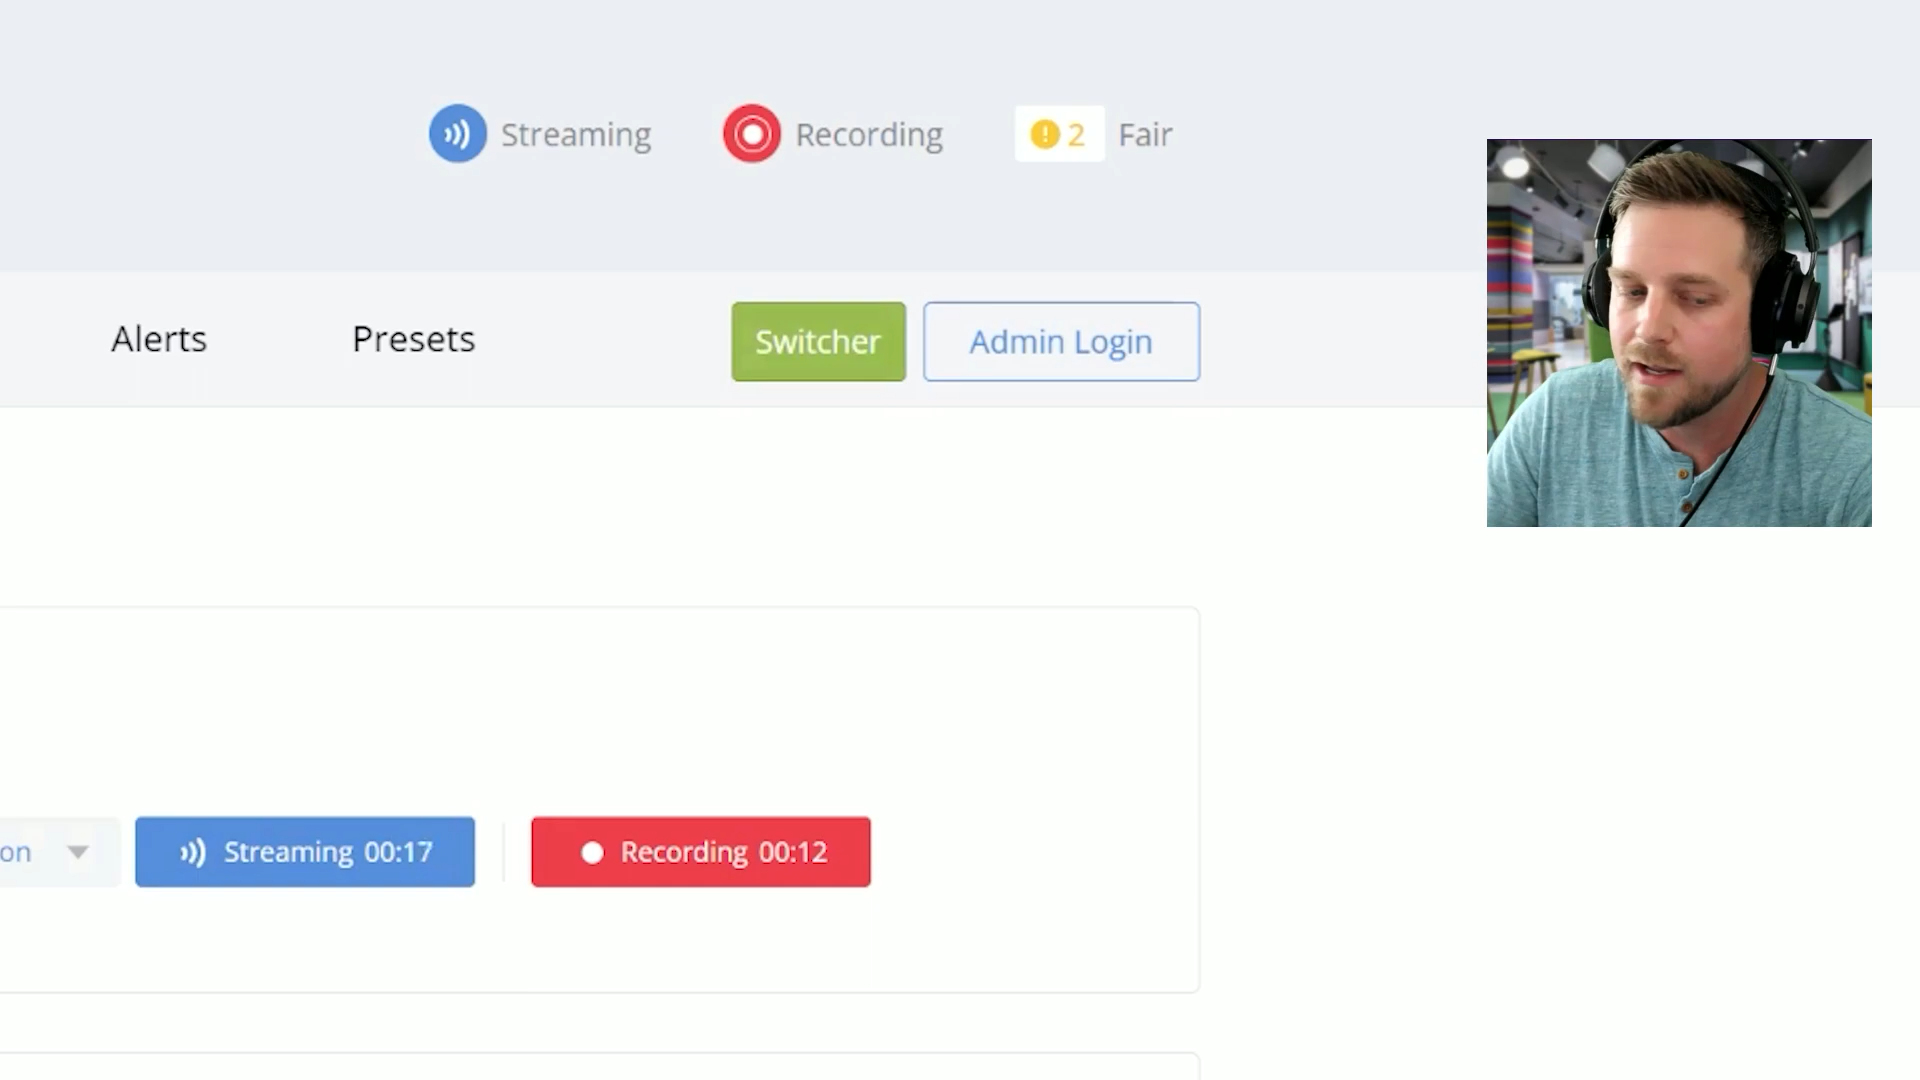 Streaming Recording 2 Fair
Alerts Presets Switcher Admin Login
on Streaming 00:17 Recording 00:12